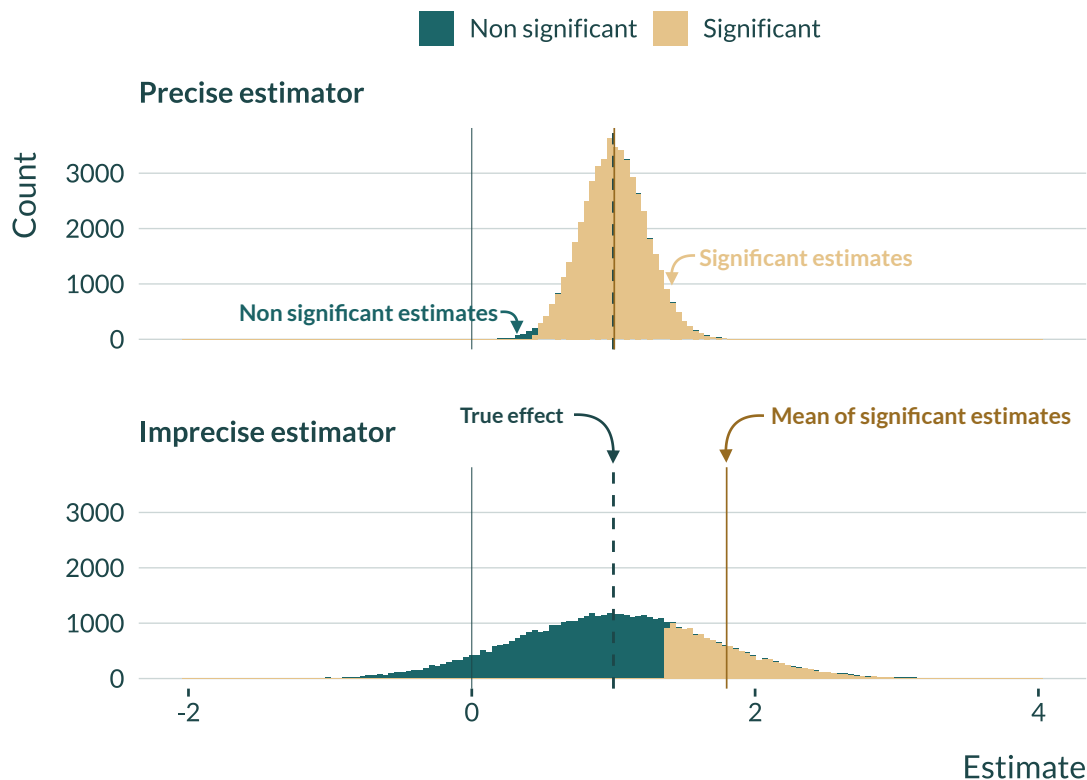 Non significant
Significant
Precise estimator
Count
3000
2000
1000
0
Significant estimates
Non significant estimates
True effect
Mean of significant estimates
Imprecise estimator
3000
2000
1000
0
-2
0
2
4
Estimate